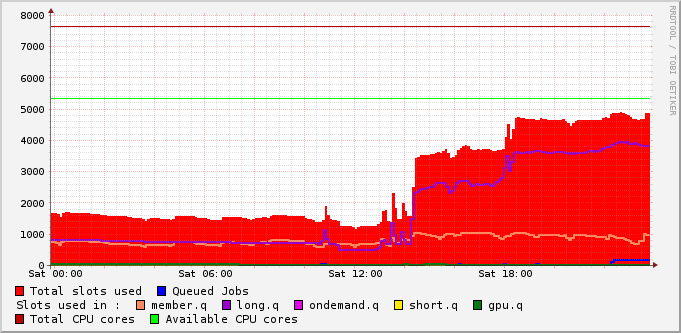 8000
7000
6000
5000
4000
3000
2000
1000
0
Sat 00:00 Sat 06:00 Sat 12:00 Sat 18:00
Total slots used Queued Jobs
Slots used in : member.q long.q ondemand.q short.q gpu.q
Total CPU cores Available CPU cores
RRDTOOL / TOBI OETIKER